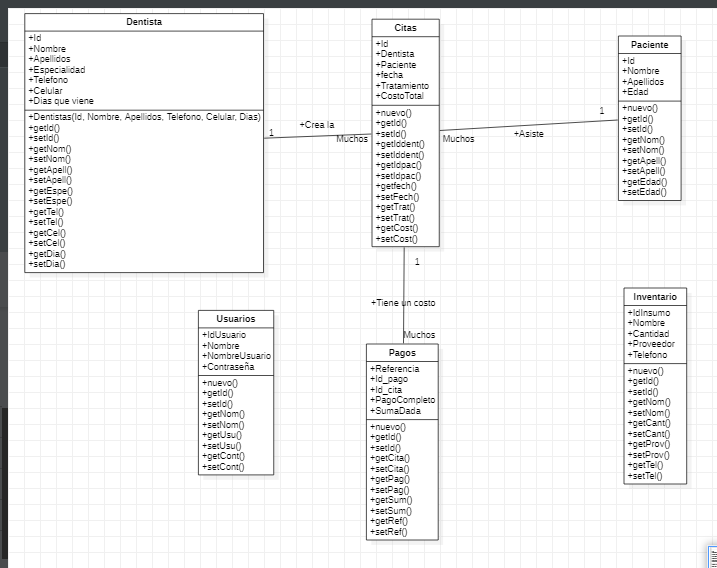 Dentista
+Id
+Nombre
+Apellidos
+Especialidad
+Telefono
+Celular
+Dias que viene
+Dentistas(Id, Nombre, Apellidos, Telefono, Celular, Dias)
+getId()
+setId()
+getNom()
+setNom()
+getApell()
+setApell()
+getEspe()
+setEspe()
+getTel()
+setTel()
+getCel()
+setCel()
+getDia()
+setDia()
1
+Crea la
Muchos
Citas
+Id
+Dentista
+Paciente
+fecha
+Tratamiento
+CostoTotal
+nuevo()
+getId()
+setId()
+getIddent()
+setIddent()
+getIdpac()
+setIdpac()
+getfech()
+setFech()
+getTrat()
+setTrat()
+getCost()
+setCost()
Muchos
+Asiste
1
Paciente
+Id
+Nombre
+Apellidos
+Edad
+nuevo()
+getId()
+setId()
+getNom()
+setNom()
+getApell()
+setApell()
+getEdad()
+setEdad()
1
+Tiene un costo
Muchos
Usuarios
+IdUsuario
+Nombre
+NombreUsuario
+Contraseña
+nuevo()
+getId()
+setId()
+getNom()
+setNom()
+getUsu()
+setUsu()
+getCont()
+setCont()
Pagos
+Referencia
+Id_pago
+Id_cita
+PagoCompleto
+SumaDada
+nuevo()
+getId()
+setId()
+getCita()
+setCita()
+getPag()
+setPag()
+getSum()
+setSum()
+getRef()
+setRef()
Inventario
+IdInsumo
+Nombre
+Cantidad
+Proveedor
+Telefono
+nuevo()
+getId()
+setId()
+getNom()
+setNom()
+getCant()
+setCant()
+getProv()
+setProv()
+getTel()
+setTel()